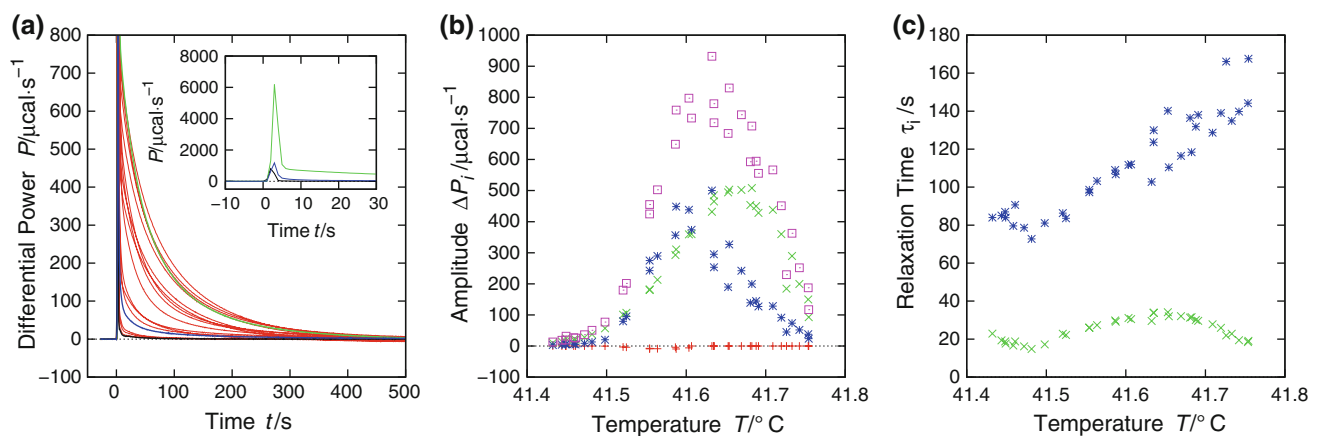 (a)
800
700
600
500
400
300
200
100
0
−100
0 100 200 300 400 500
Differential Power P/μcal·s⁻¹
Time t/s
8000
6000
4000
2000
0
−10 0 10 20 30
P/μcal·s⁻¹
Time t/s
(b)
1000
900
800
700
600
500
400
300
200
100
0
−100
41.4 41.5 41.6 41.7 41.8
Amplitude ΔPᵢ /μcal·s⁻¹
Temperature T/° C
(c)
180
160
140
120
100
80
60
40
20
0
41.4 41.5 41.6 41.7 41.8
Relaxation Time τᵢ/s
Temperature T/° C